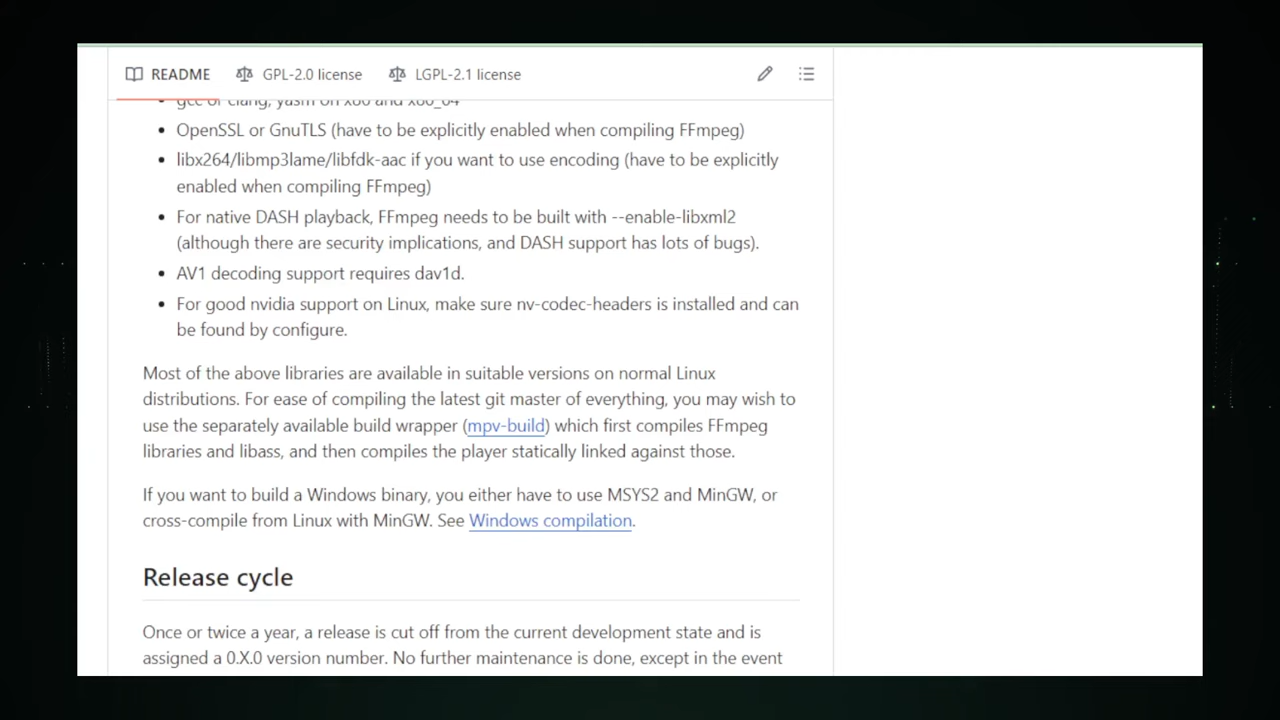 README GPL-2.0 license LGPL-2.1 license
gcc or clang, yasm on x86 and x86_64
OpenSSL or GnuTLS (have to be explicitly enabled when compiling FFmpeg)
libx264/libmp3lame/libfdk-aac if you want to use encoding (have to be explicitly
enabled when compiling FFmpeg)
For native DASH playback, FFmpeg needs to be built with --enable-libxml2
(although there are security implications, and DASH support has lots of bugs).
AV1 decoding support requires dav1d.
For good nvidia support on Linux, make sure nv-codec-headers is installed and can
be found by configure.
Most of the above libraries are available in suitable versions on normal Linux
distributions. For ease of compiling the latest git master of everything, you may wish to
use the separately available build wrapper (mpv-build) which first compiles FFmpeg
libraries and libass, and then compiles the player statically linked against those.
If you want to build a Windows binary, you either have to use MSYS2 and MinGW, or
cross-compile from Linux with MinGW. See Windows compilation.
Release cycle
Once or twice a year, a release is cut off from the current development state and is
assigned a 0.X.0 version number. No further maintenance is done, except in the event